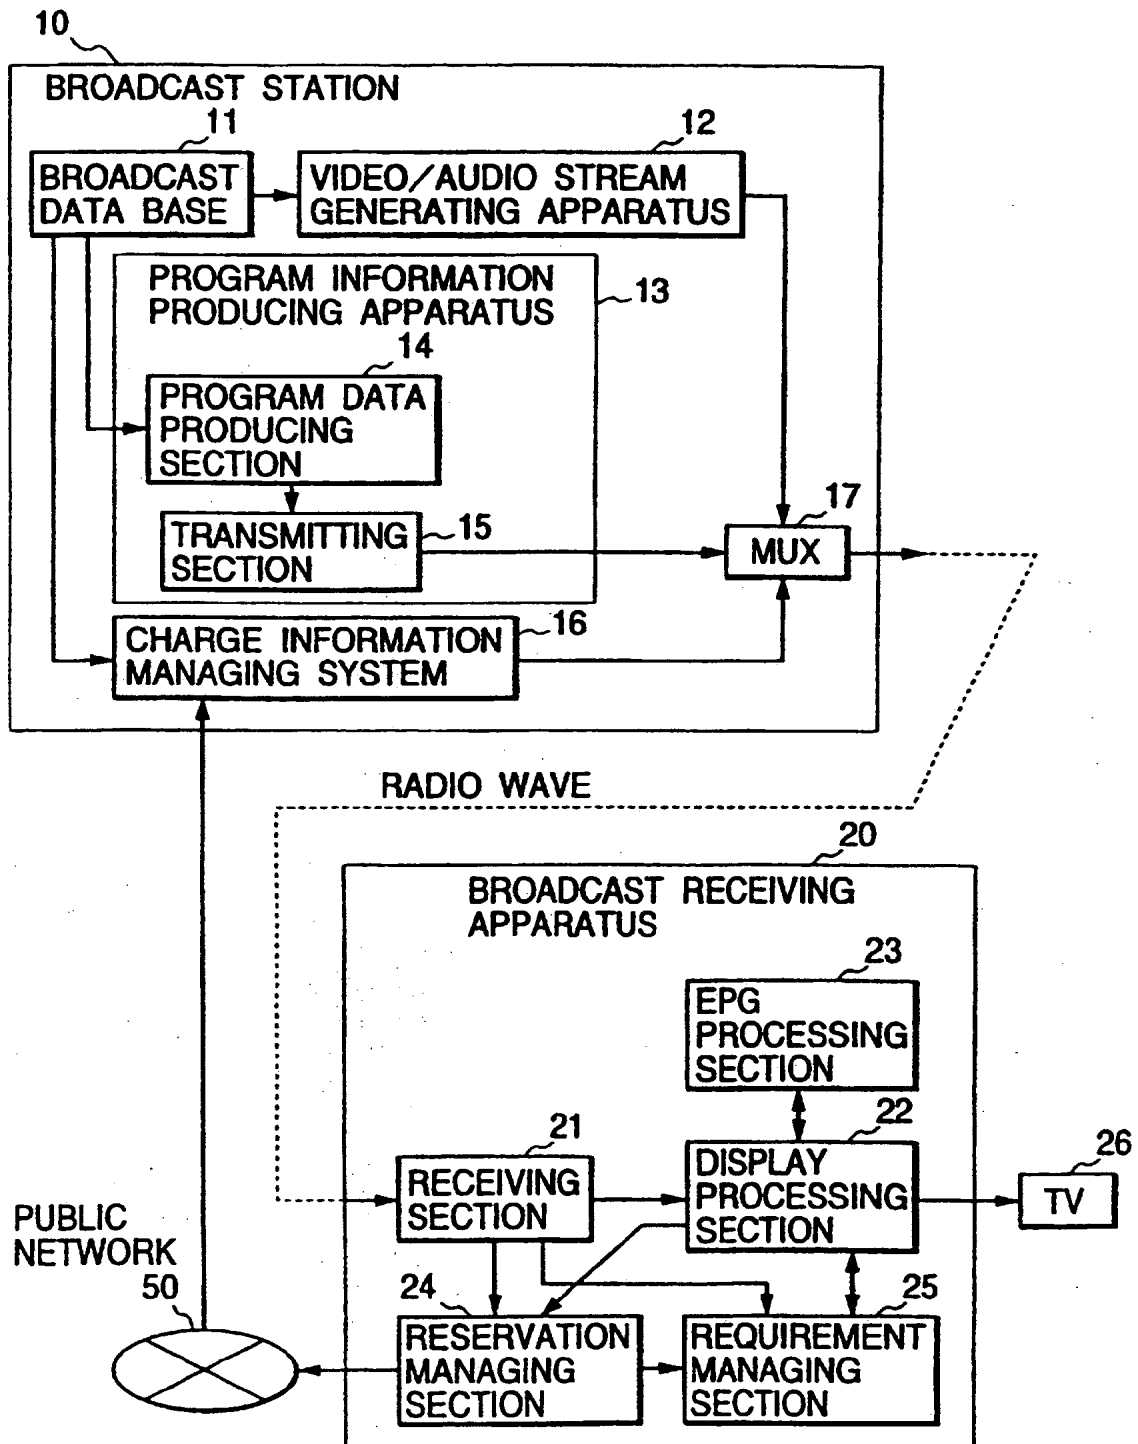 10
BROADCAST STATION
11
12
BROADCAST
DATA BASE
VIDEO/AUDIO STREAM
GENERATING APPARATUS
PROGRAM INFORMATION
PRODUCING APPARATUS
13
14
PROGRAM DATA
PRODUCING
SECTION
15
TRANSMITTING
SECTION
17
MUX
16
CHARGE INFORMATION
MANAGING SYSTEM
RADIO WAVE
20
BROADCAST RECEIVING
APPARATUS
23
EPG
PROCESSING
SECTION
21
22
26
RECEIVING
SECTION
DISPLAY
PROCESSING
SECTION
TV
PUBLIC
NETWORK
50
24
25
RESERVATION
MANAGING
SECTION
REQUIREMENT
MANAGING
SECTION